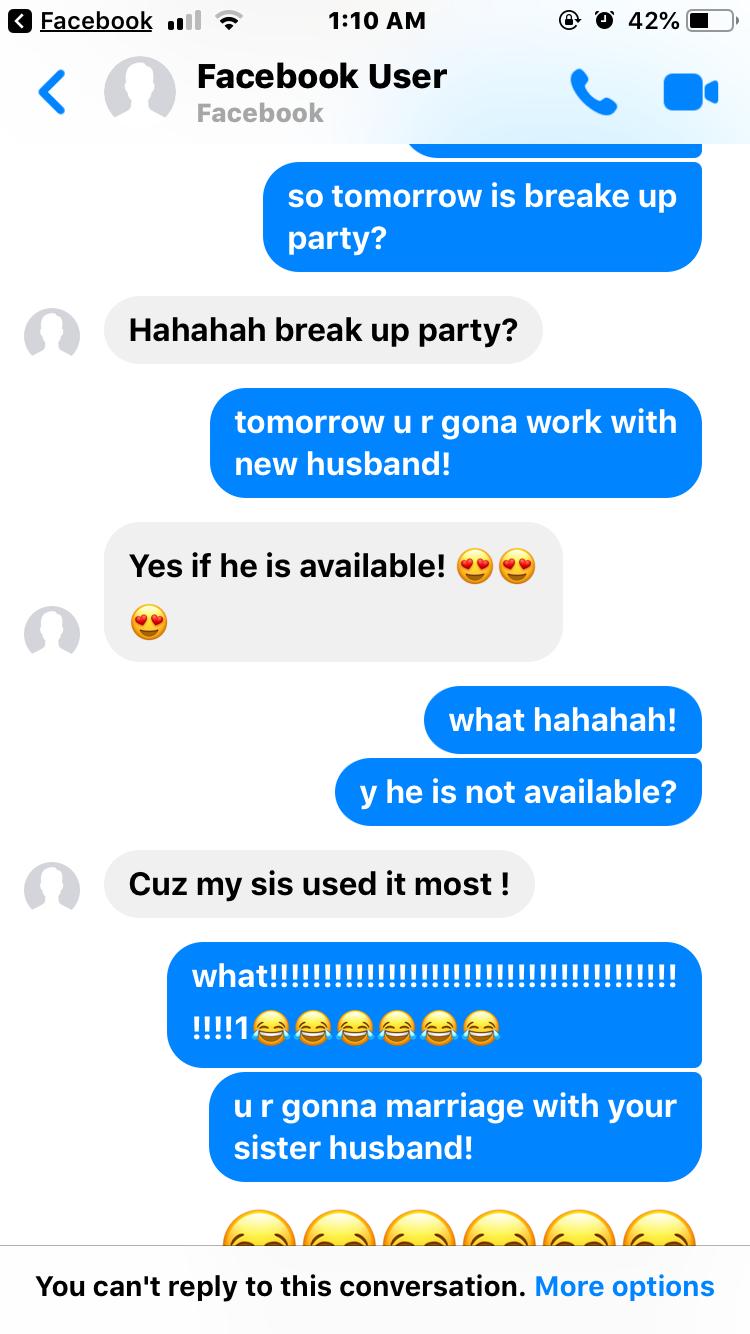 Facebook 1:10 AM 42%
Facebook User
Facebook
so tomorrow is breake up
party?
Hahahah break up party?
tomorrow u r gona work with
new husband!
Yes if he is available! 😍😍
😍
what hahahah!
y he is not available?
Cuz my sis used it most !
what!!!!!!!!!!!!!!!!!!!!!!!!!!!!!!!!!!!!!!
!!!!1😂😂😂😂😂😂
u r gonna marriage with your
sister husband!
😂😂😂😂😂😂
You can't reply to this conversation. More options